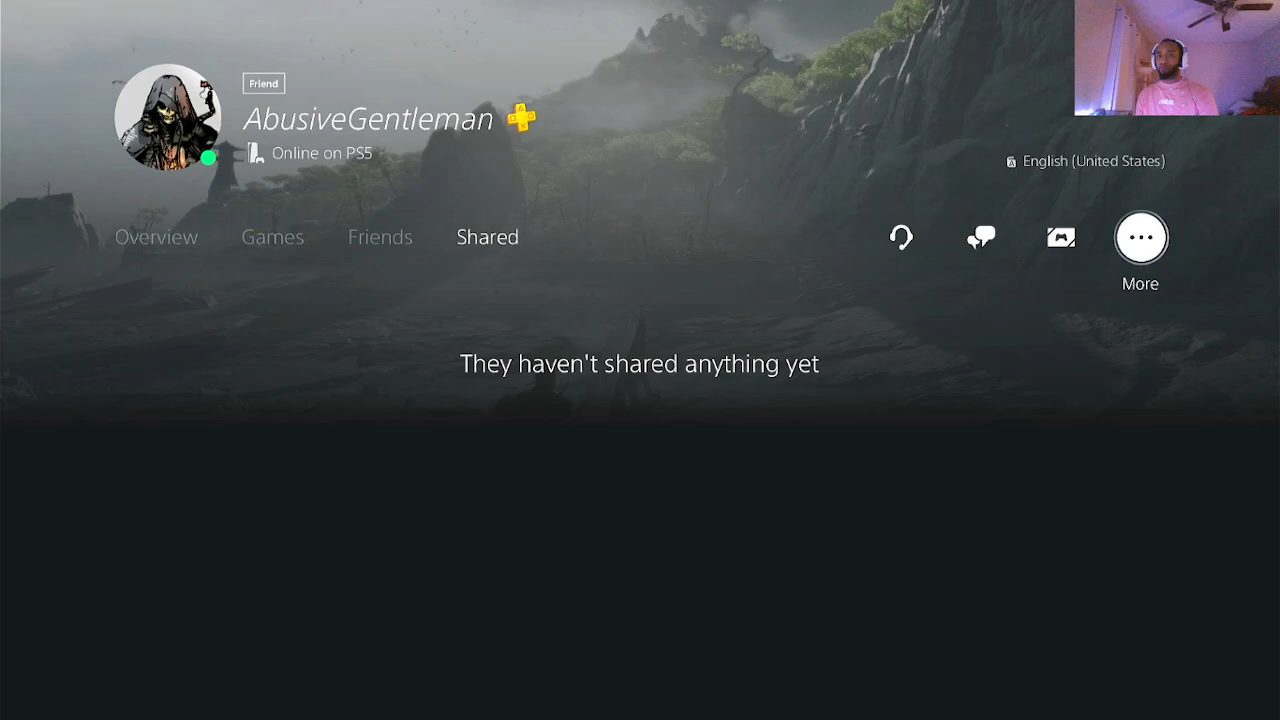 Friend
AbusiveGentleman
Online on PS5
English (United States)
Overview
Games
Friends
Shared
More
They haven't shared anything yet